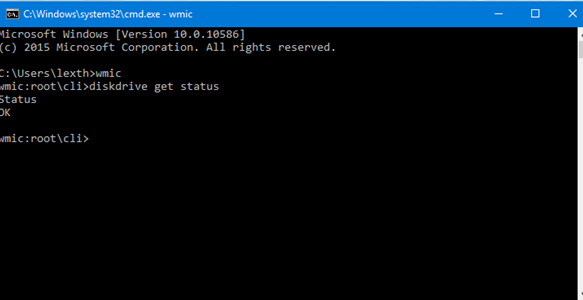 C:\Windows\system32\cmd.exe - wmic
Microsoft Windows [Version 10.0.10586]
(c) 2015 Microsoft Corporation. All rights reserved.
C:\Users\lexth>wmic
wmic:root\cli>diskdrive get status
Status
OK
wmic:root\cli>